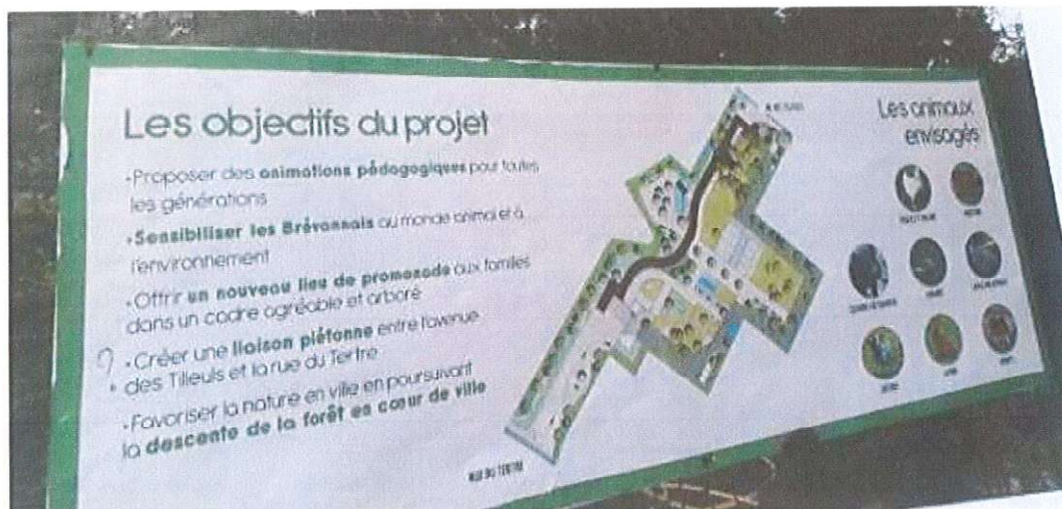 Les objectifs du projet
•Proposer des animations pédagogiques pour toutes
les générations
•Sensibiliser les Brévannais au monde animal et à
l'environnement
•Offrir un nouveau lieu de promenade aux familles
dans un cadre agréable et arboré
•Créer une liaison piétonne entre l'avenue
des Tilleuls et la rue du Tertre
•Favoriser la nature en ville en poursuivant
la descente de la forêt en cœur de ville
RUE DU TERTRE
Les animaux
envisagés